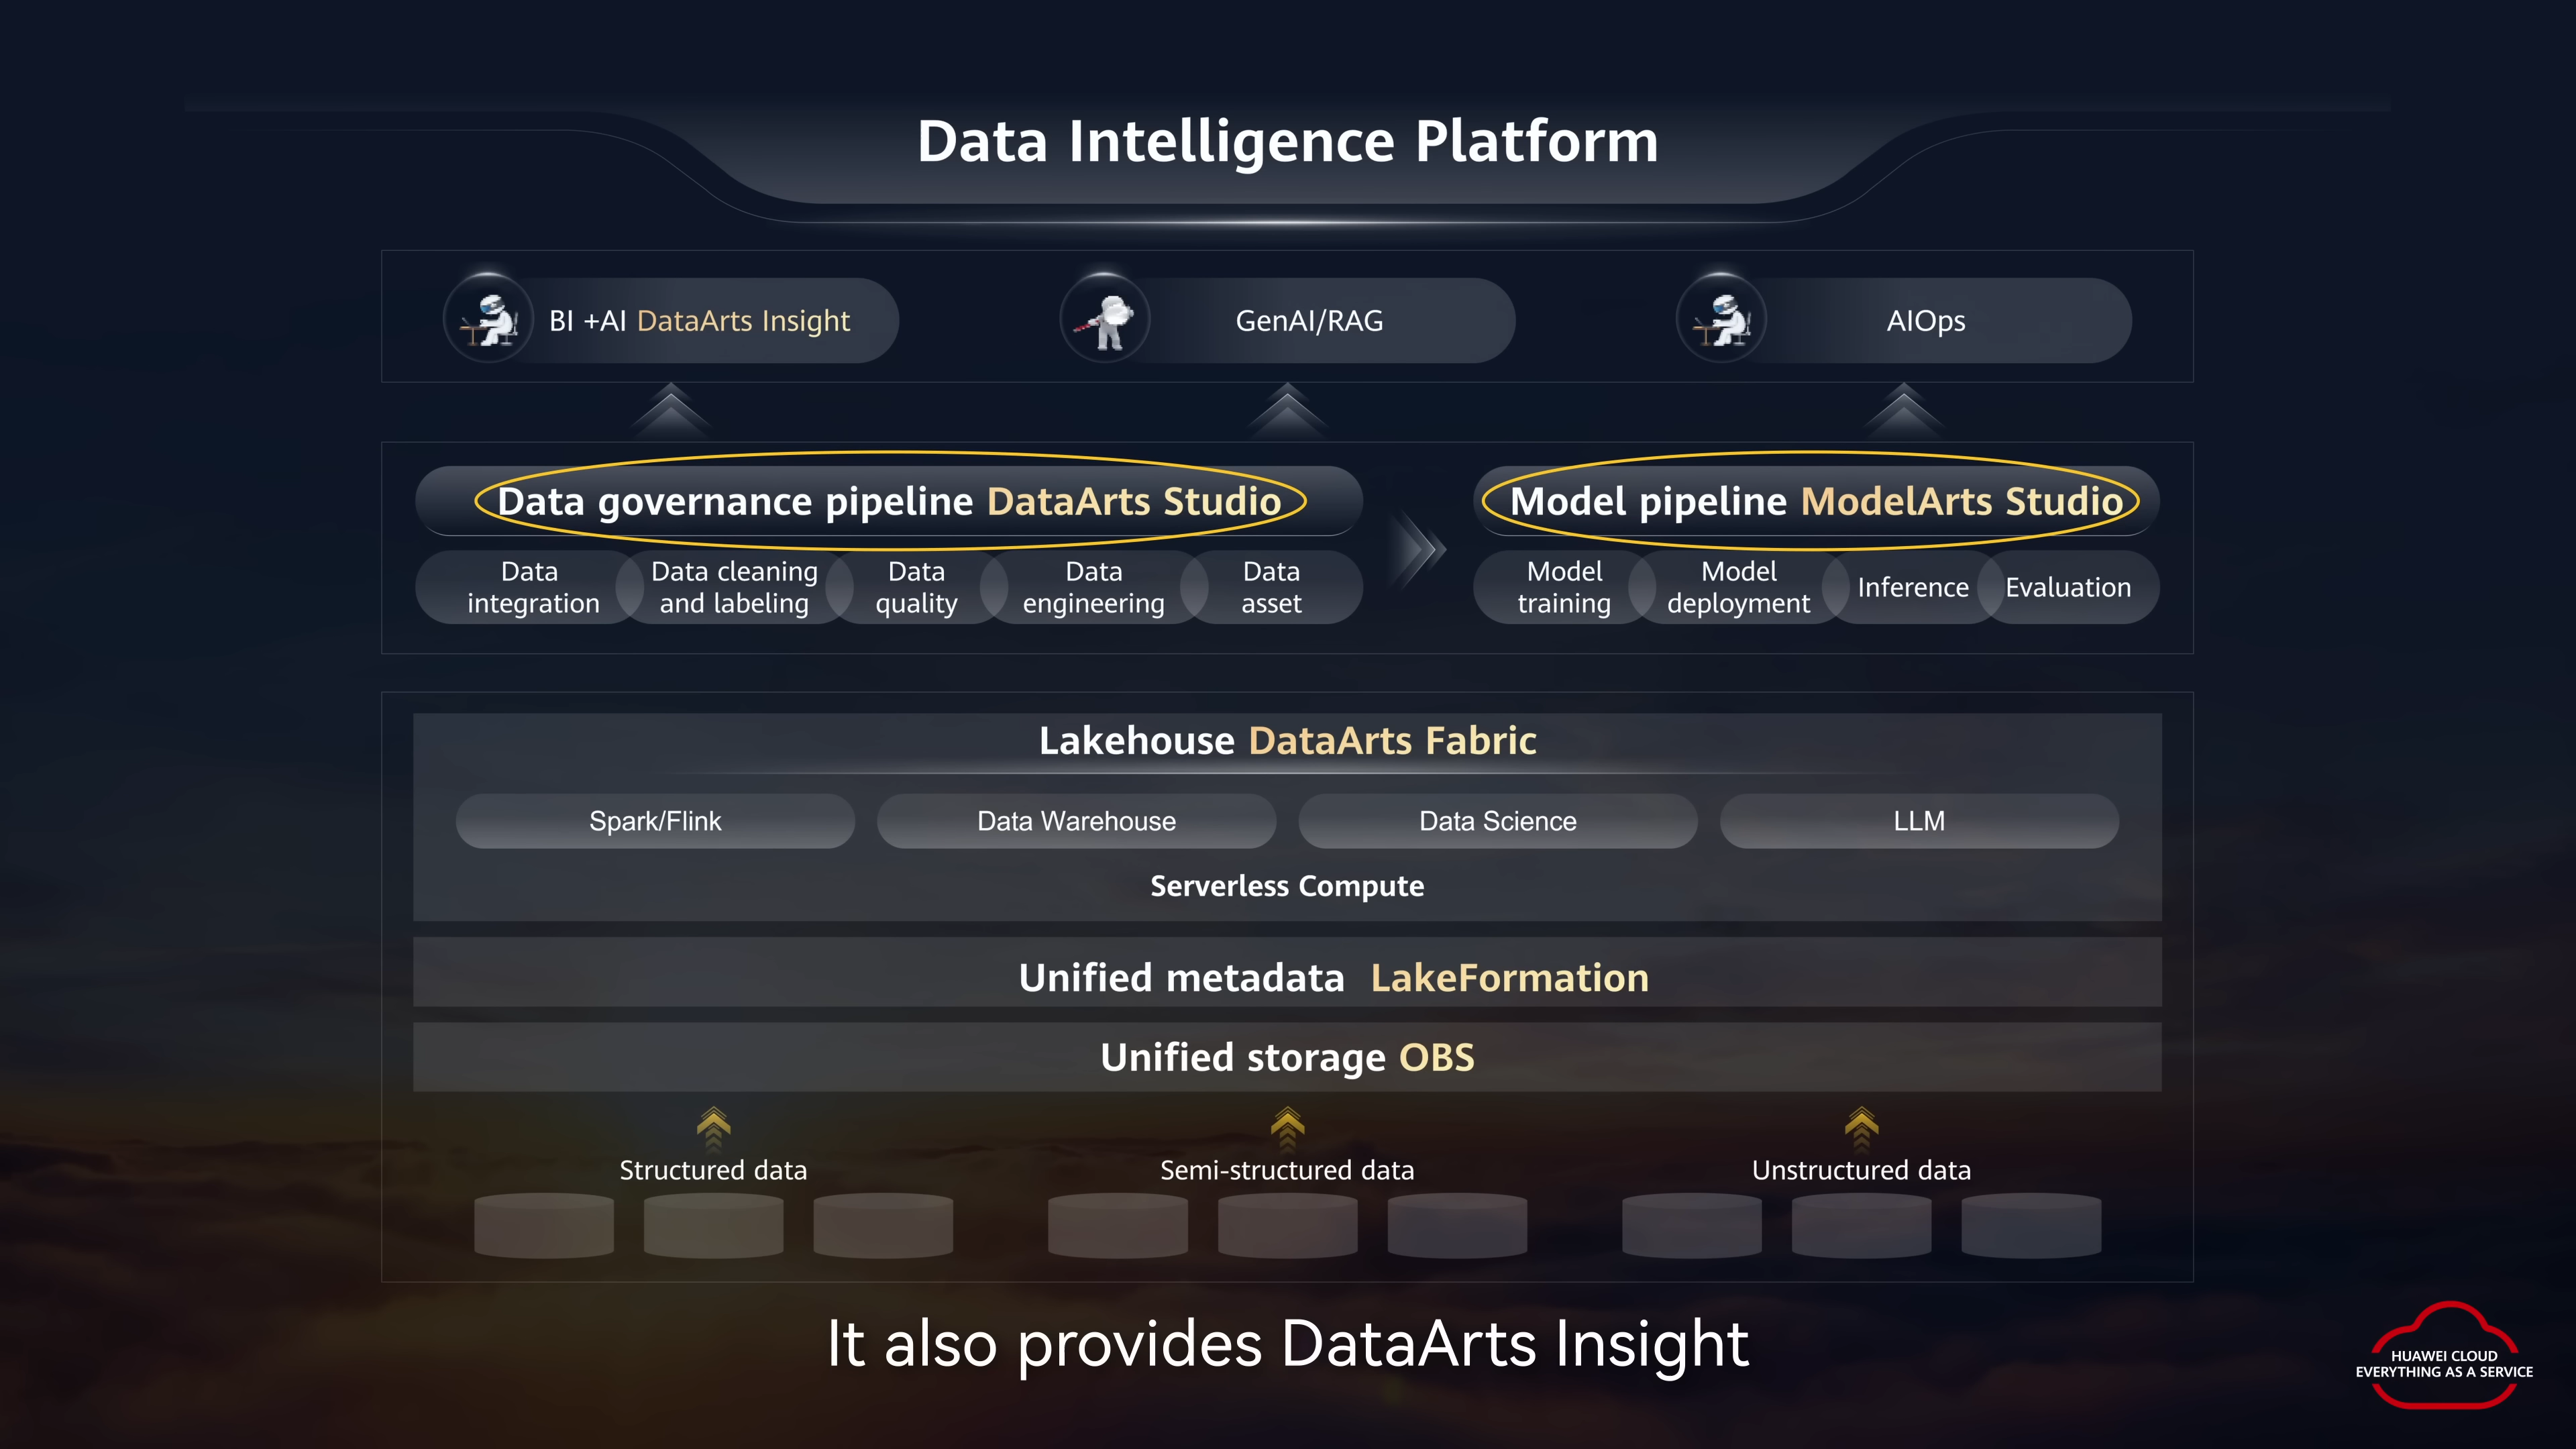 Data Intelligence Platform
BI +AI DataArts Insight
GenAI/RAG
AIOps
Data governance pipeline DataArts Studio
Model pipeline ModelArts Studio
Data
integration
Data cleaning
and labeling
Data
quality
Data
engineering
Data
asset
Model
training
Model
deployment
Inference
Evaluation
Lakehouse DataArts Fabric
Spark/Flink
Data Warehouse
Data Science
LLM
Serverless Compute
Unified metadata LakeFormation
Unified storage OBS
Structured data
Semi-structured data
Unstructured data
It also provides DataArts Insight
HUAWEI CLOUD
EVERYTHING AS A SERVICE